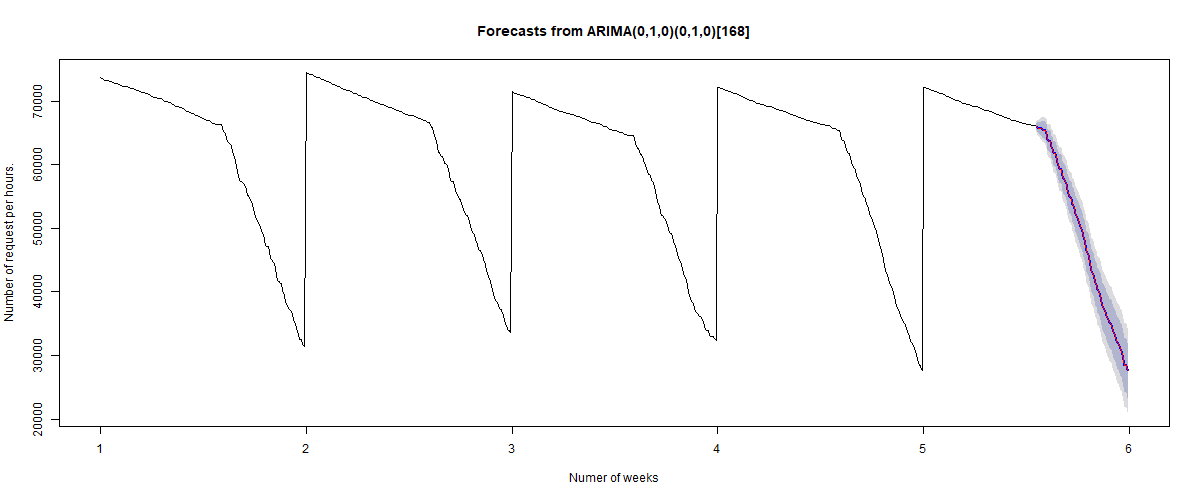 Forecasts from ARIMA(0,1,0)(0,1,0)[168]
Number of request per hours.
70000
60000
50000
40000
30000
20000
1 2 3 4 5 6
Numer of weeks